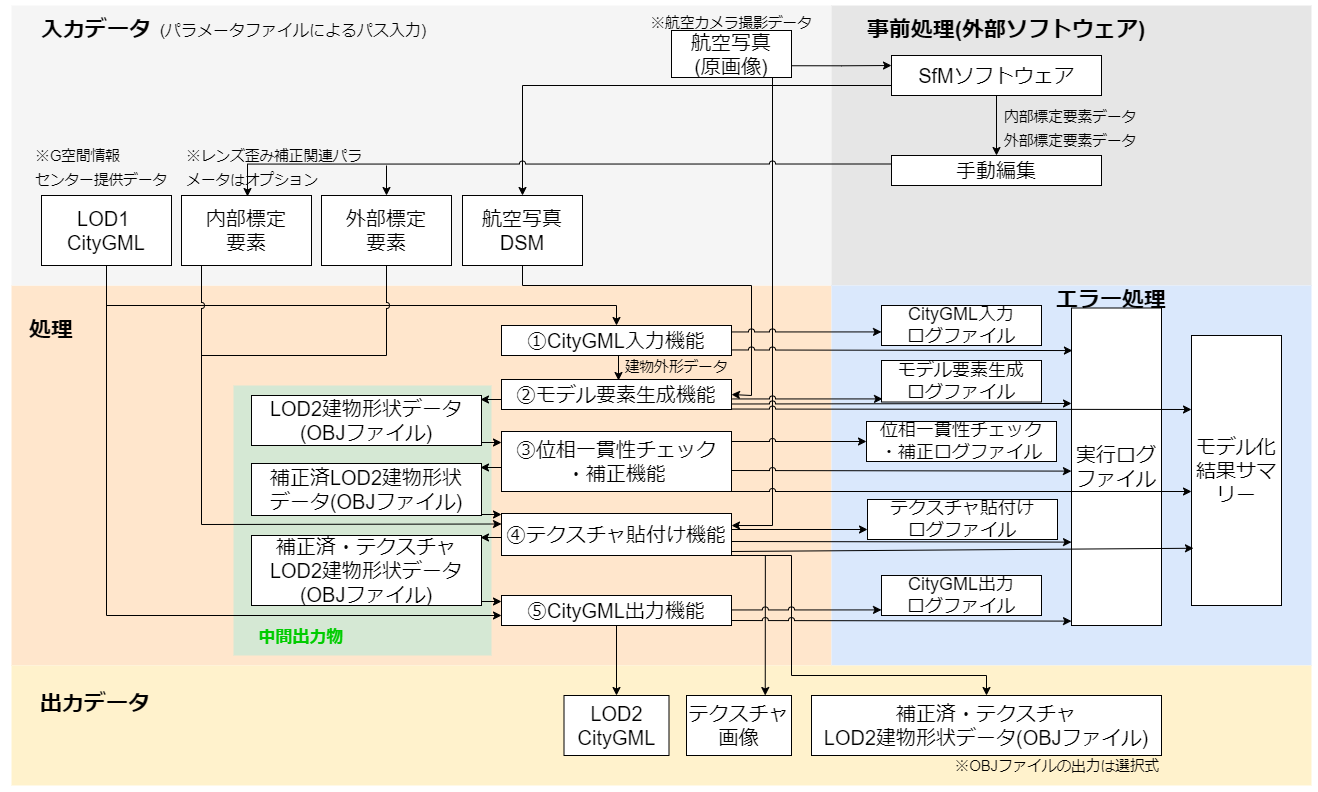 入力データ (パラメータファイルによるパス入力)
※航空カメラ撮影データ
航空写真
(原画像)
事前処理(外部ソフトウェア)
SfMソフトウェア
内部標定要素データ
外部標定要素データ
手動編集
※G空間情報
センター提供データ
※レンズ歪み補正関連パラ
メータはオプション
LOD1
CityGML
内部標定
要素
外部標定
要素
航空写真
DSM
処理
①CityGML入力機能
建物外形データ
②モデル要素生成機能
③位相一貫性チェック
・補正機能
④テクスチャ貼付け機能
⑤CityGML出力機能
LOD2建物形状データ
(OBJファイル)
補正済LOD2建物形状
データ(OBJファイル)
補正済・テクスチャ
LOD2建物形状データ
(OBJファイル)
中間出力物
エラー処理
CityGML入力
ログファイル
モデル要素生成
ログファイル
位相一貫性チェック
・補正ログファイル
テクスチャ貼付け
ログファイル
CityGML出力
ログファイル
実行ログ
ファイル
モデル化
結果サマ
リー
出力データ
LOD2
CityGML
テクスチャ
画像
補正済・テクスチャ
LOD2建物形状データ(OBJファイル)
※OBJファイルの出力は選択式